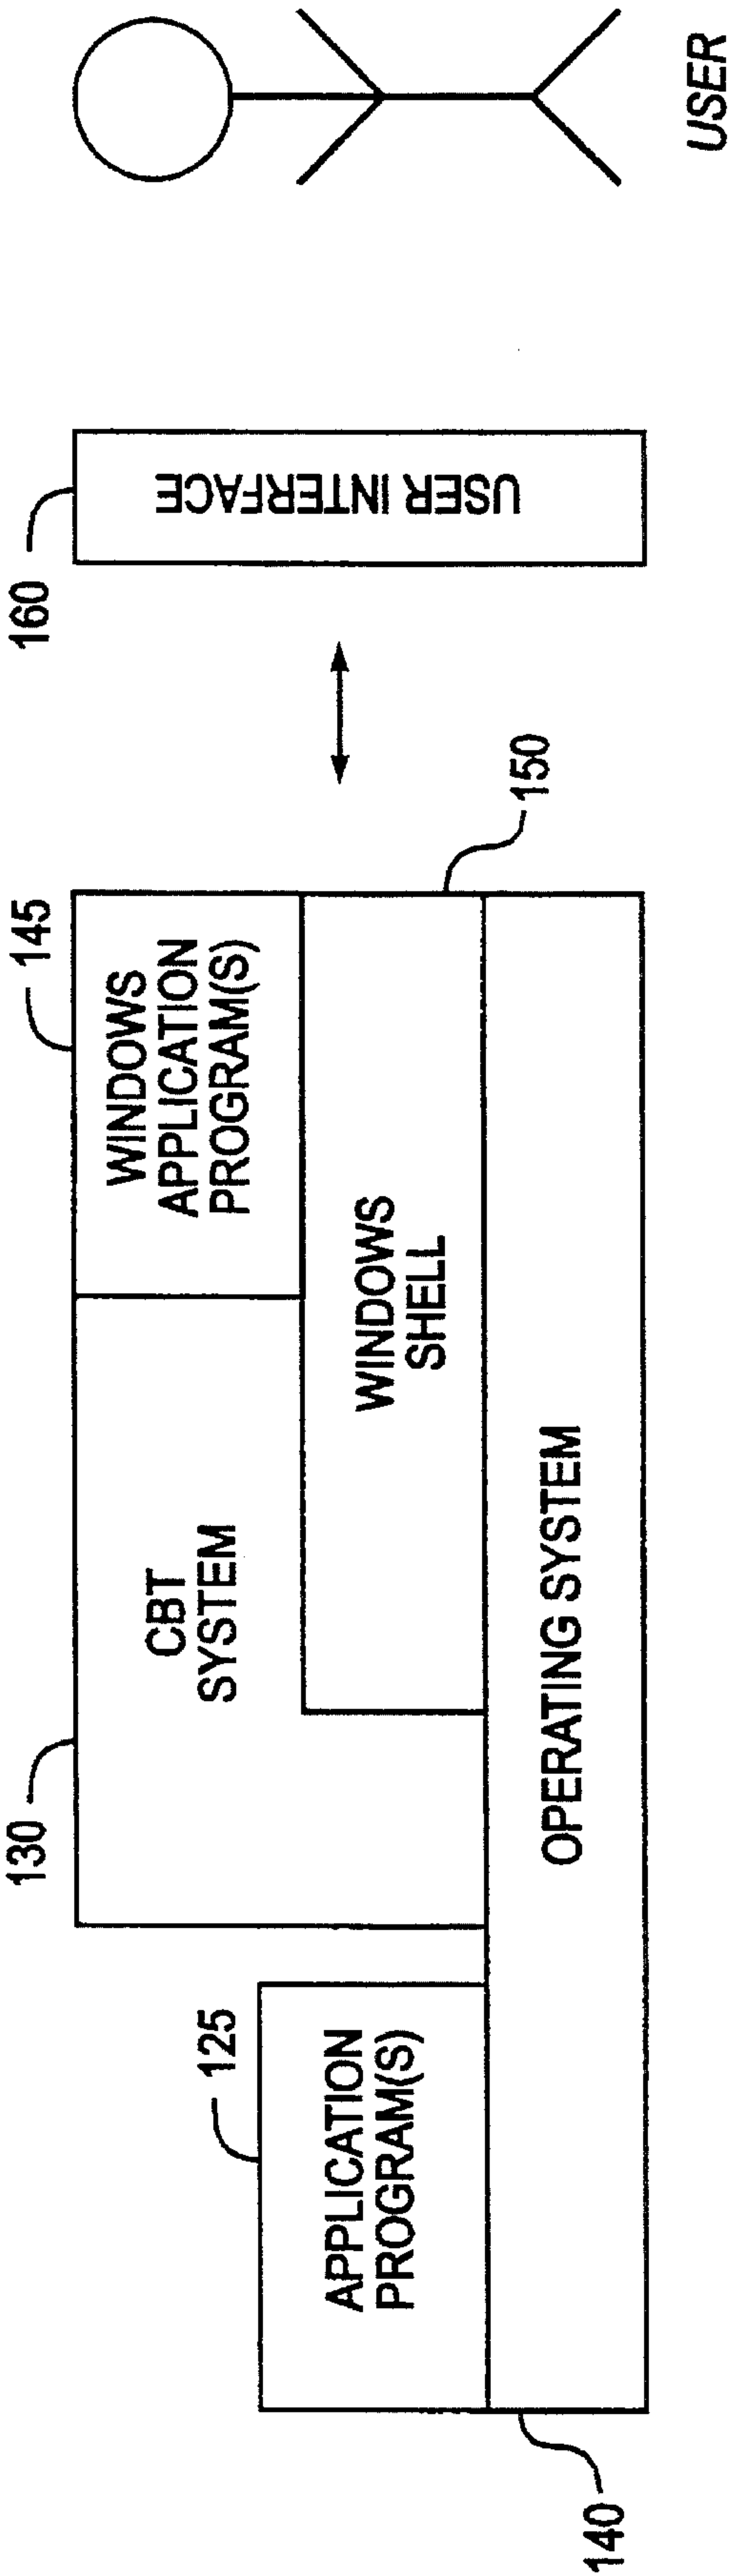 125
APPLICATION
PROGRAM(S)
130
CBT
SYSTEM
145
WINDOWS
APPLICATION
PROGRAM(S)
WINDOWS
SHELL
150
OPERATING SYSTEM
140
160
USER INTERFACE
USER